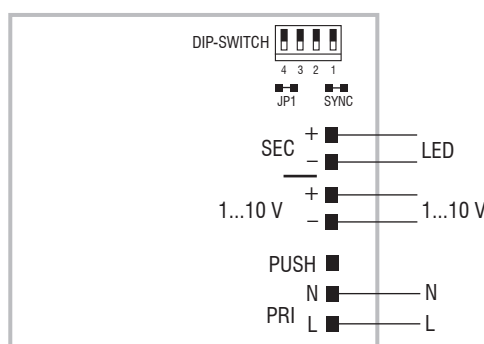 DIP-SWITCH
4 3 2 1
JP1 SYNC
SEC + − LED
1...10 V + − 1...10 V
PUSH
N N
PRI L L